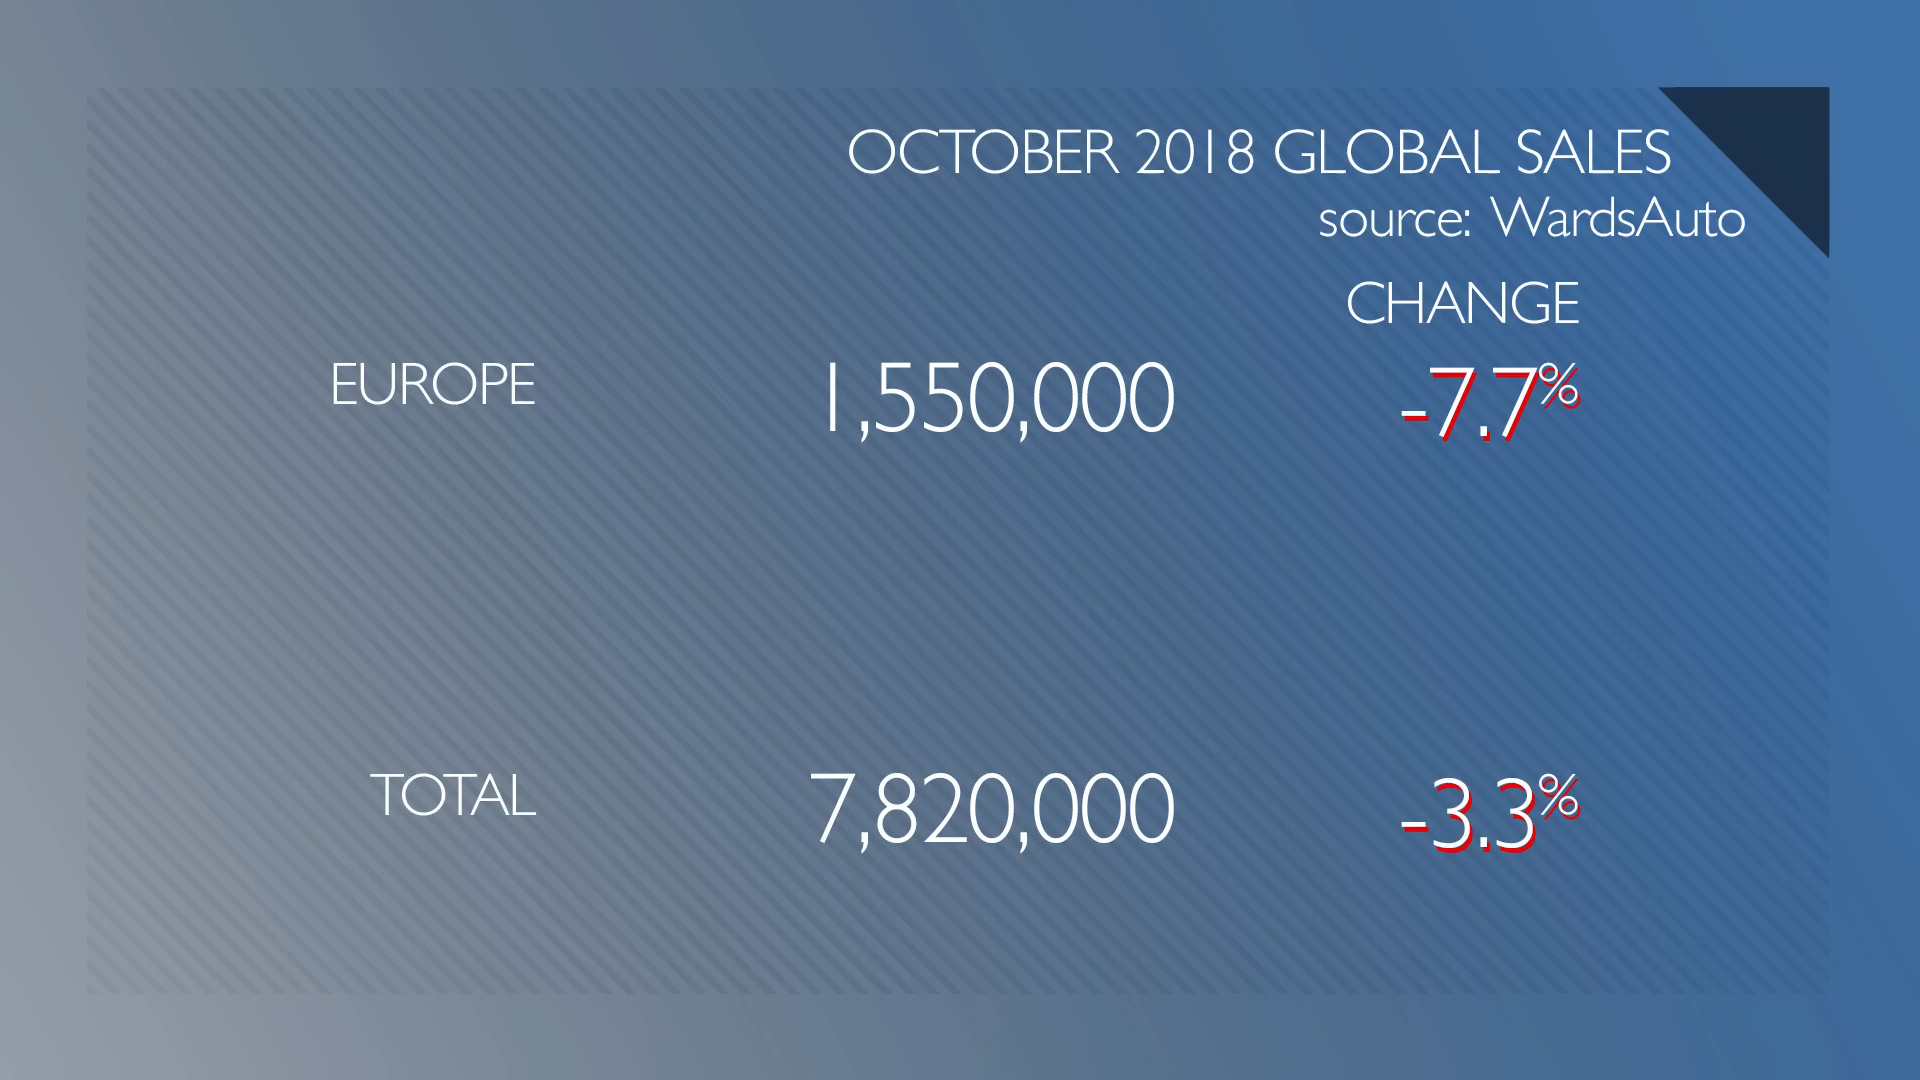 OCTOBER 2018 GLOBAL SALES
source: WardsAuto
CHANGE
EUROPE 1,550,000 -7.7%
TOTAL 7,820,000 -3.3%